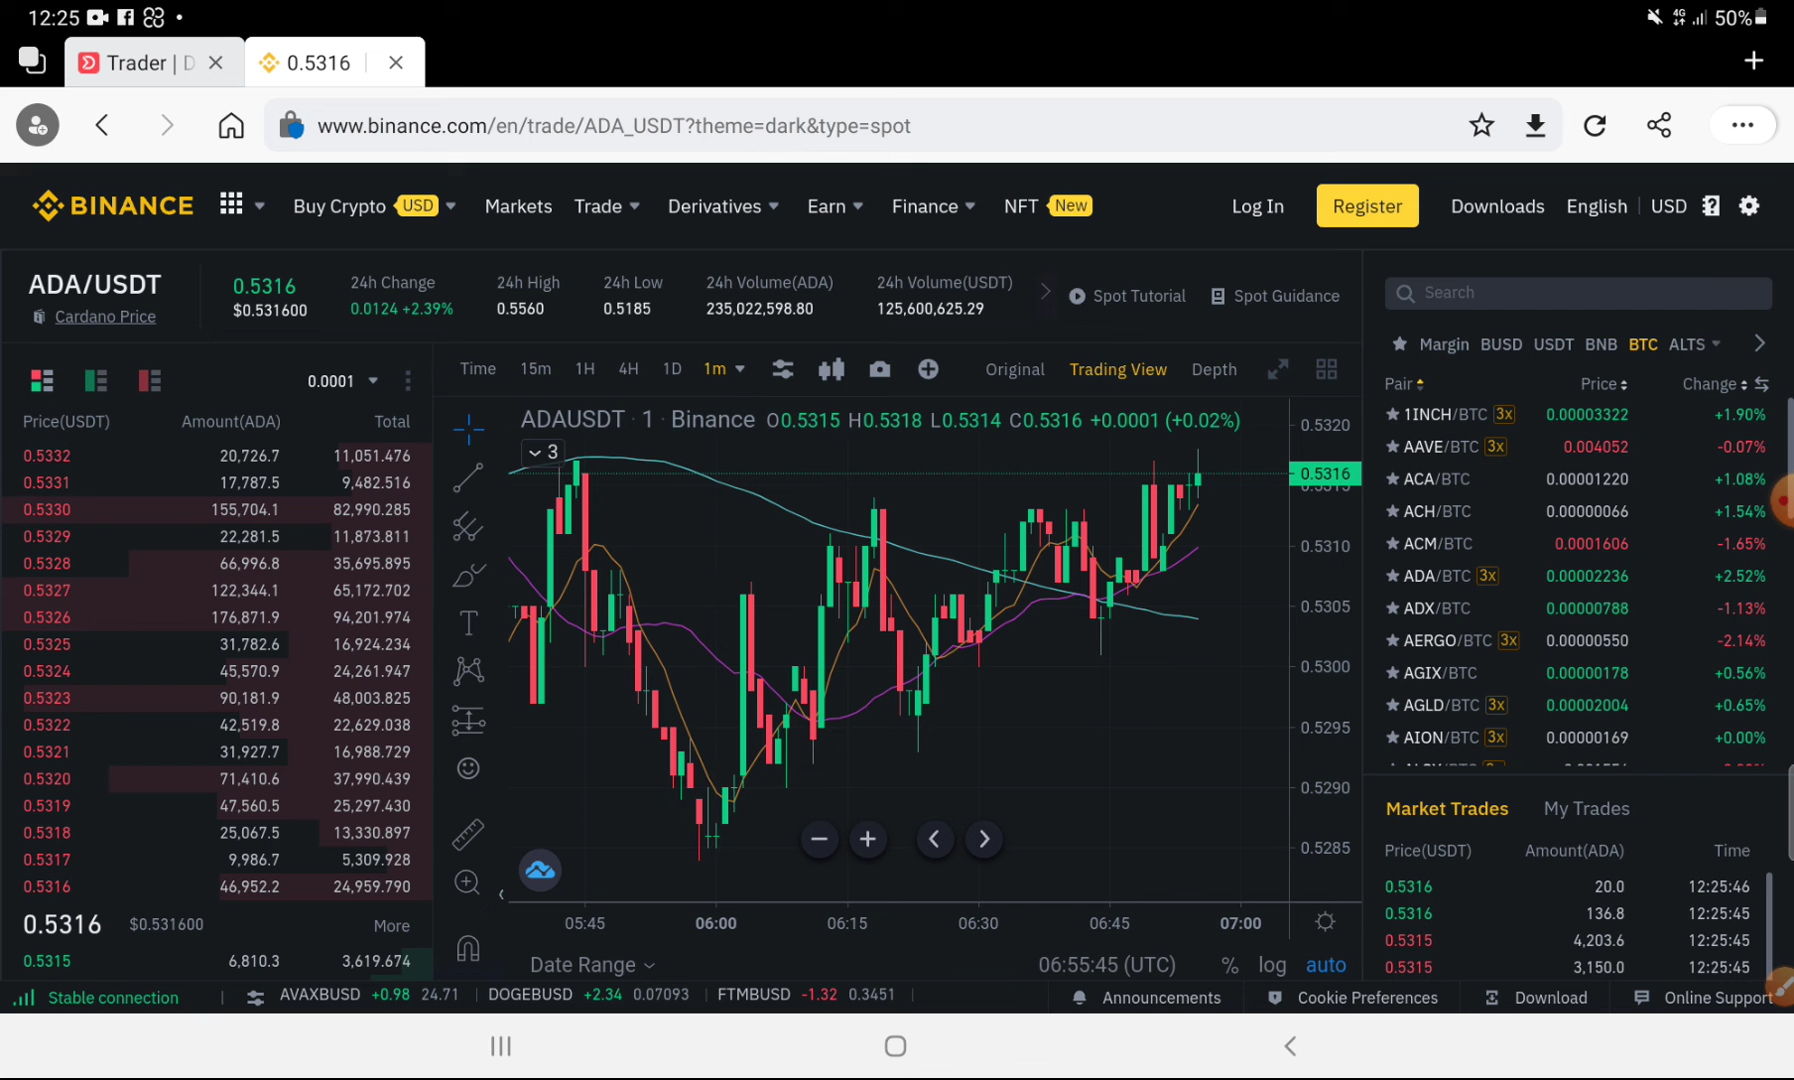 12:25
50%
4G
Trader | D
0.5316
www.binance.com/en/trade/ADA_USDT?theme=dark&type=spot
BINANCE
Buy Crypto USD Markets Trade Derivatives Earn Finance NFT New
Log In Register Downloads English USD
ADA/USDT
Cardano Price
0.5316
$0.531600
24h Change
0.0124 +2.39%
24h High
0.5560
24h Low
0.5185
24h Volume(ADA)
235,022,598.80
24h Volume(USDT)
125,600,625.29
Spot Tutorial Spot Guidance
0.0001
Price(USDT) Amount(ADA) Total
0.5332 20,726.7 11,051.476
0.5331 17,787.5 9,482.516
0.5330 155,704.1 82,990.285
0.5329 22,281.5 11,873.811
0.5328 66,996.8 35,695.895
0.5327 122,344.1 65,172.702
0.5326 176,871.9 94,201.974
0.5325 31,782.6 16,924.234
0.5324 45,570.9 24,261.947
0.5323 90,181.9 48,003.825
0.5322 42,519.8 22,629.038
0.5321 31,927.7 16,988.729
0.5320 71,410.6 37,990.439
0.5319 47,560.5 25,297.430
0.5318 25,067.5 13,330.897
0.5317 9,986.7 5,309.928
0.5316 46,952.2 24,959.790
0.5316 $0.531600 More
0.5315 6,810.3 3,619.674
Time 15m 1H 4H 1D 1m
Original Trading View Depth
ADAUSDT · 1 · Binance O0.5315 H0.5318 L0.5314 C0.5316 +0.0001 (+0.02%)
3
0.5320
0.5316
0.5310
0.5305
0.5300
0.5295
0.5290
0.5285
05:45 06:00 06:15 06:30 06:45 07:00
Date Range
06:55:45 (UTC) % log auto
Search
Margin BUSD USDT BNB BTC ALTS
Pair Price Change
1INCH/BTC 3x 0.00003322 +1.90%
AAVE/BTC 3x 0.004052 -0.07%
ACA/BTC 0.00001220 +1.08%
ACH/BTC 0.00000066 +1.54%
ACM/BTC 0.0001606 -1.65%
ADA/BTC 3x 0.00002236 +2.52%
ADX/BTC 0.00000788 -1.13%
AERGO/BTC 3x 0.00000550 -2.14%
AGIX/BTC 0.00000178 +0.56%
AGLD/BTC 3x 0.00002004 +0.65%
AION/BTC 3x 0.00000169 +0.00%
Market Trades My Trades
Price(USDT) Amount(ADA) Time
0.5316 20.0 12:25:46
0.5316 136.8 12:25:45
0.5315 4,203.6 12:25:45
0.5315 3,150.0 12:25:45
Stable connection
AVAXBUSD +0.98 24.71
DOGEBUSD +2.34 0.07093
FTMBUSD -1.32 0.3451
Announcements
Cookie Preferences
Download
Online Support